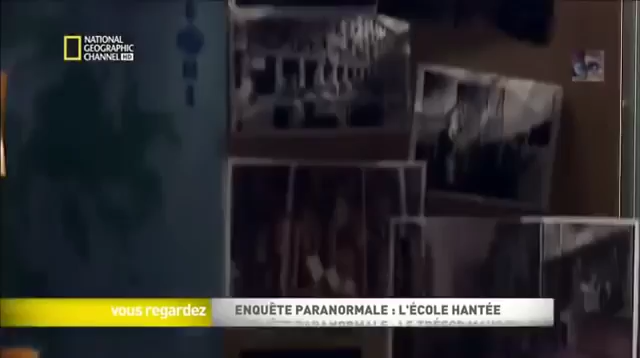 NATIONAL
GEOGRAPHIC
CHANNEL HD
vous regardez
ENQUÊTE PARANORMALE : L'ÉCOLE HANTÉE